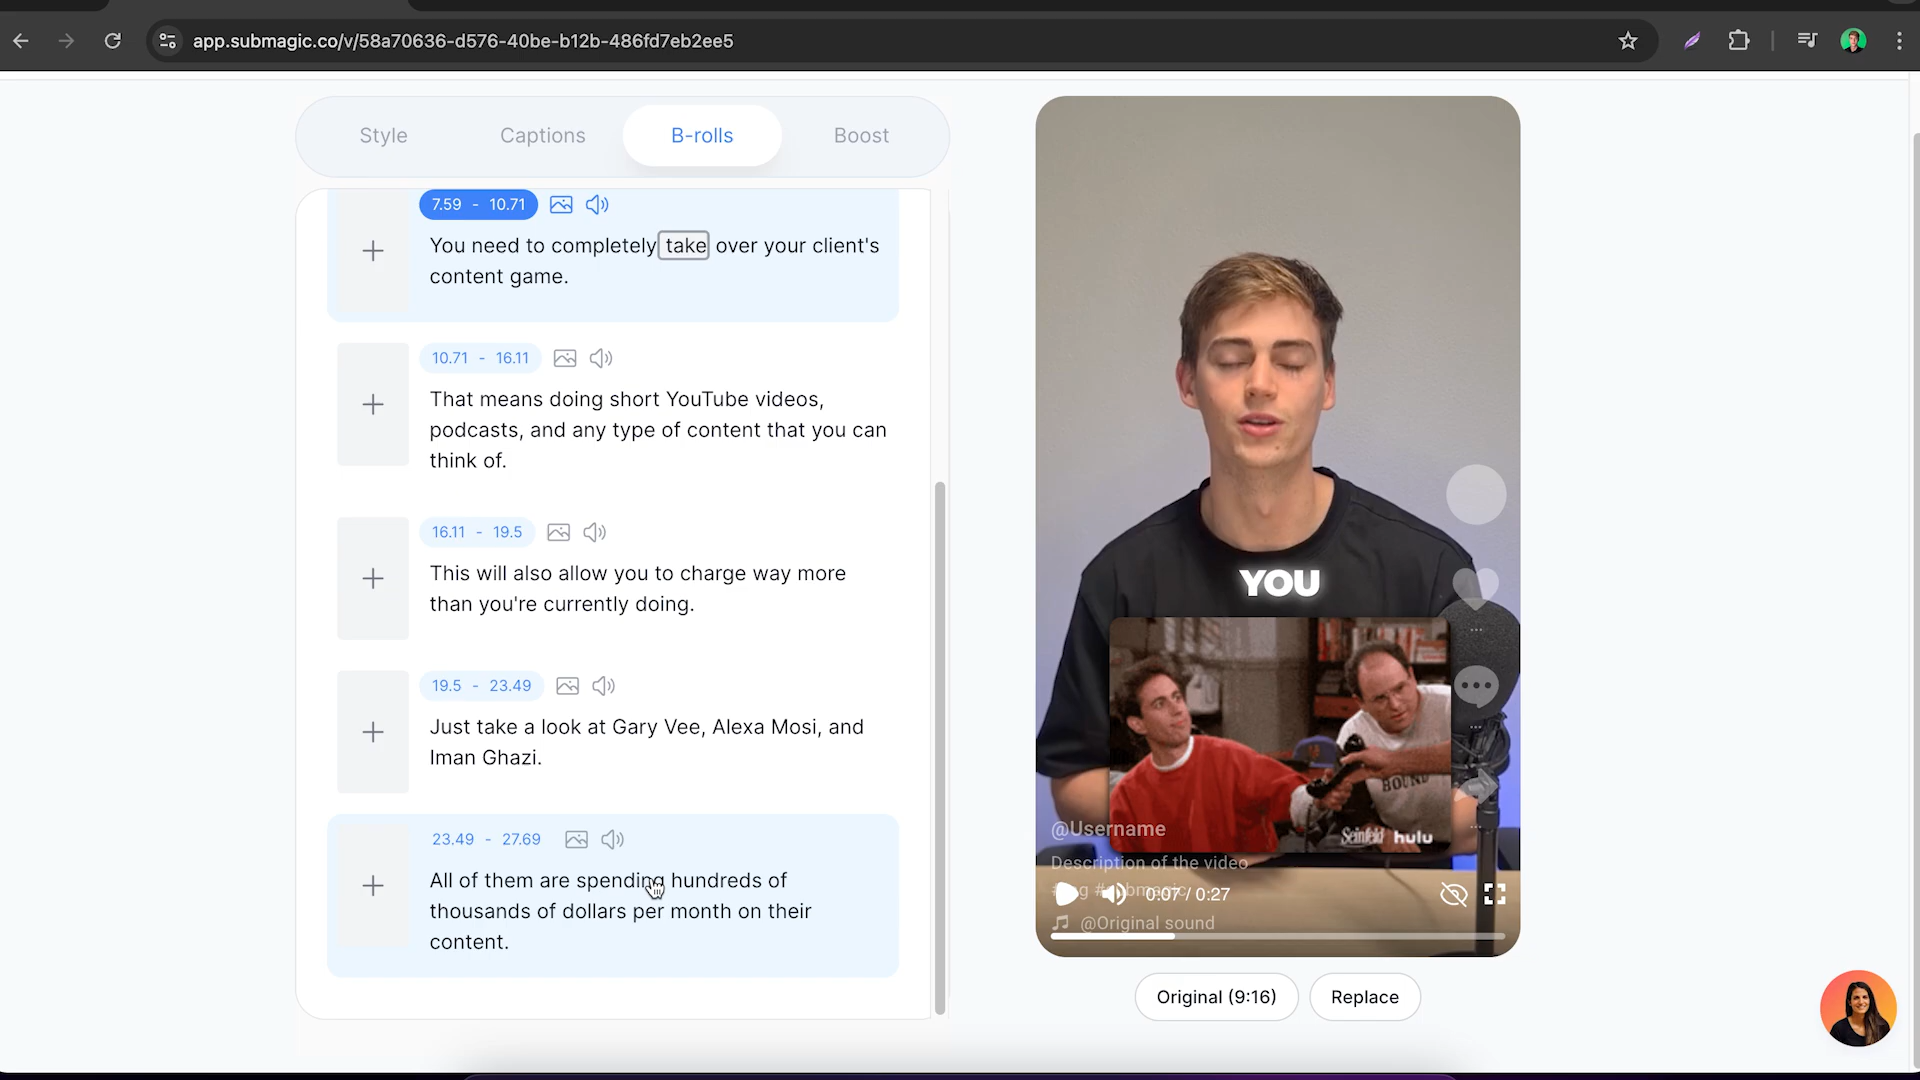 app.submagic.co/v/58a70636-d576-40be-b12b-486fd7eb2ee5
Style
Captions
B-rolls
Boost
7.59 - 10.71
You need to completely take over your client's
content game.
10.71 - 16.11
That means doing short YouTube videos,
podcasts, and any type of content that you can
think of.
16.11 - 19.5
This will also allow you to charge way more
than you're currently doing.
19.5 - 23.49
Just take a look at Gary Vee, Alexa Mosi, and
Iman Ghazi.
23.49 - 27.69
All of them are spending hundreds of
thousands of dollars per month on their
content.
YOU
HOUND
Seinfeld hulu
@Username
Description of the video
0:07 / 0:27
@Original sound
Original (9:16)
Replace